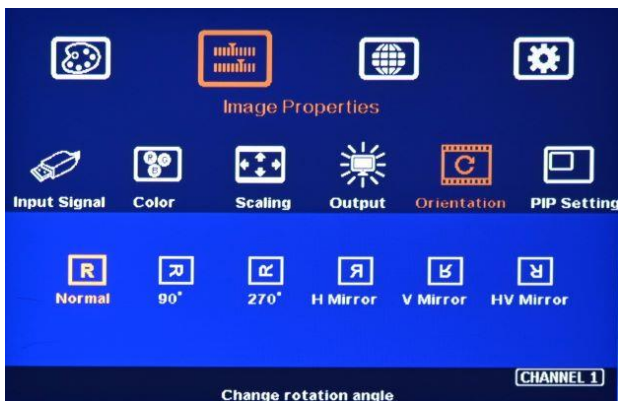 Image Properties
R G B
Input Signal Color Scaling Output Orientation PIP Setting
R R R R R R
Normal 90° 270° H Mirror V Mirror HV Mirror
CHANNEL 1
Change rotation angle